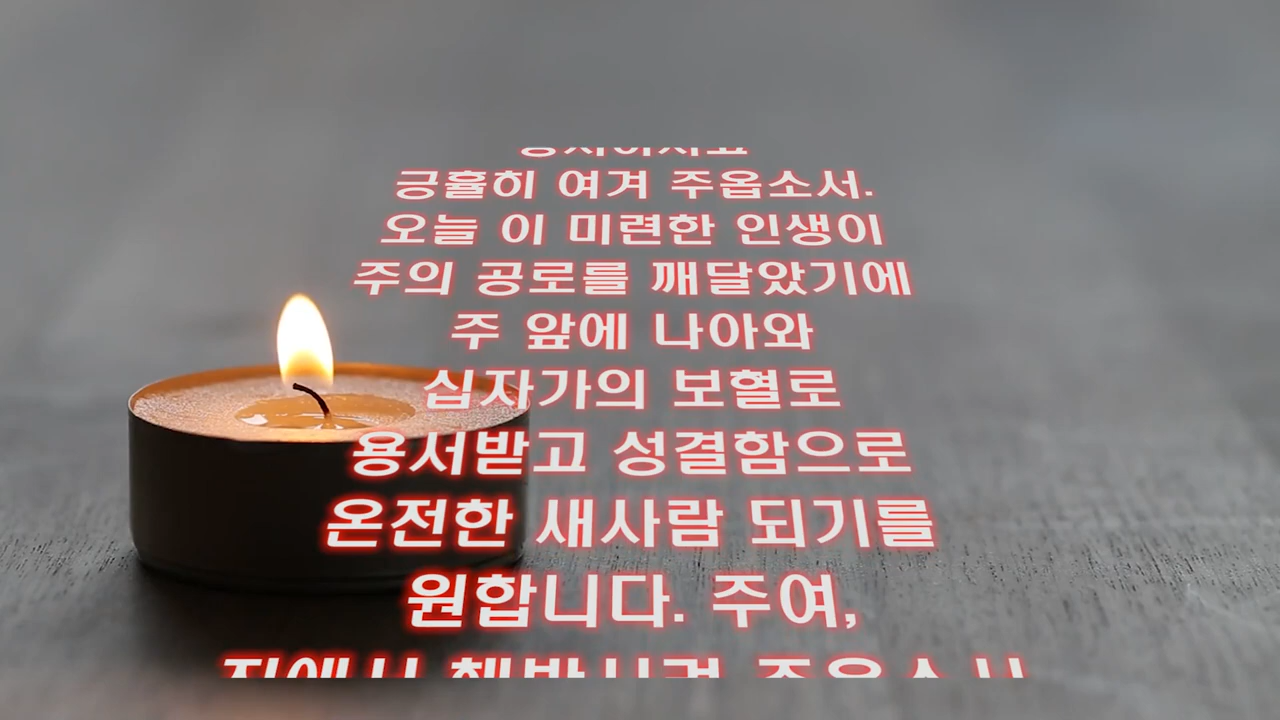 긍휼히 여겨 주옵소서.
오늘 이 미련한 인생이
주의 공로를 깨달았기에
주 앞에 나아와
십자가의 보혈로
용서받고 성결함으로
온전한 새사람 되기를
원합니다. 주여,